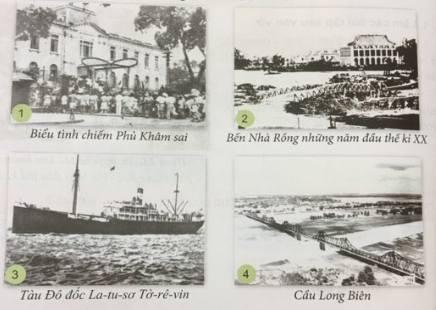 1
Biểu tình chiếm Phủ Khâm sai
2
Bến Nhà Rồng những năm đầu thế kỉ XX
3
Tàu Đô đốc La-tu-sơ Tờ-rê-vin
4
Cầu Long Biên